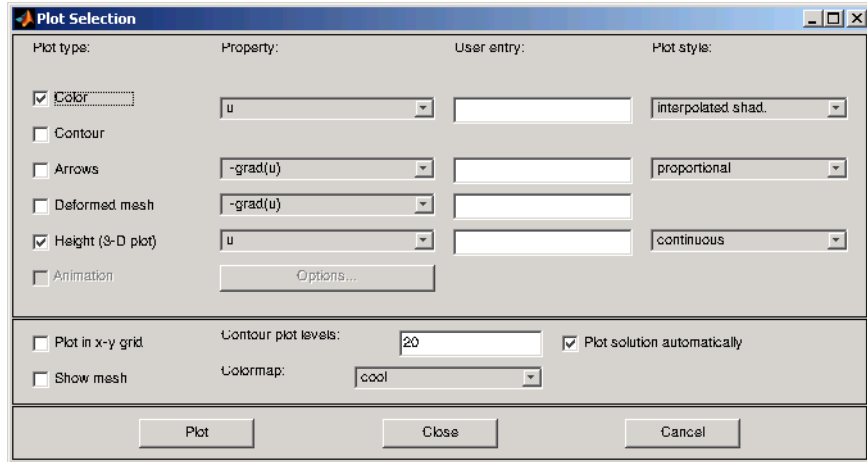 Plot Selection
Plot type: Property: User entry: Plot style:
Color u interpolated shad.
Contour
Arrows -grad(u) proportional
Deformed mesh -grad(u)
Height (3-D plot) u continuous
Animation Options...
Plot in x-y grid Contour plot levels: 20 Plot solution automatically
Show mesh Colormap: cool
Plot Close Cancel